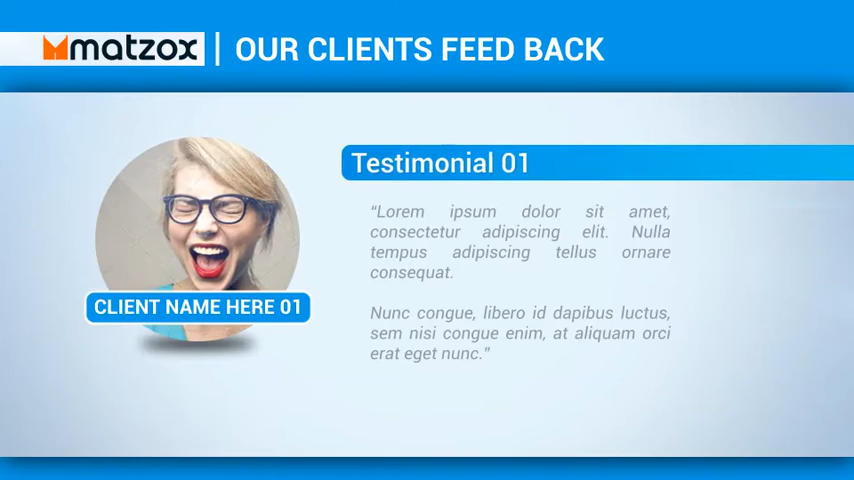 matzox | OUR CLIENTS FEED BACK
Testimonial 01
“Lorem ipsum dolor sit amet,
consectetur adipiscing elit. Nulla
tempus adipiscing tellus ornare
consequat.
Nunc congue, libero id dapibus luctus,
sem nisi congue enim, at aliquam orci
erat eget nunc.”
CLIENT NAME HERE 01